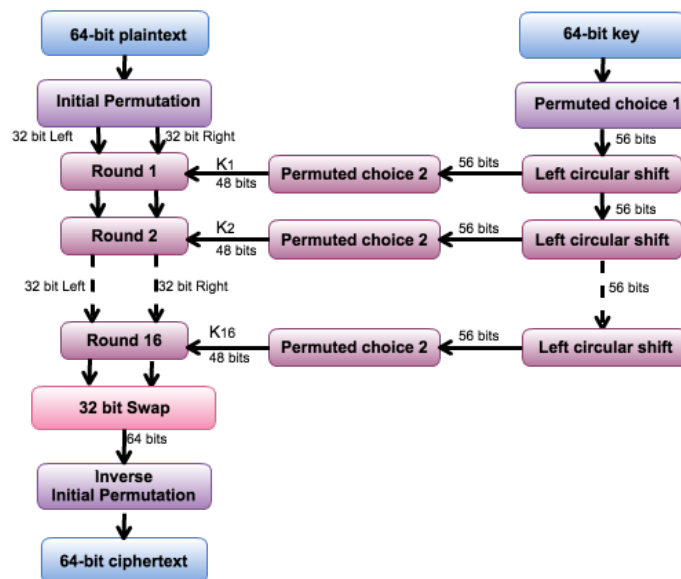 64-bit plaintext
64-bit key
Initial Permutation
Permuted choice 1
32 bit Left
32 bit Right
56 bits
Round 1
K1
48 bits
Permuted choice 2
56 bits
Left circular shift
56 bits
Round 2
K2
48 bits
Permuted choice 2
56 bits
Left circular shift
32 bit Left
32 bit Right
56 bits
Round 16
K16
48 bits
Permuted choice 2
56 bits
Left circular shift
32 bit Swap
64 bits
Inverse
Initial Permutation
64-bit ciphertext